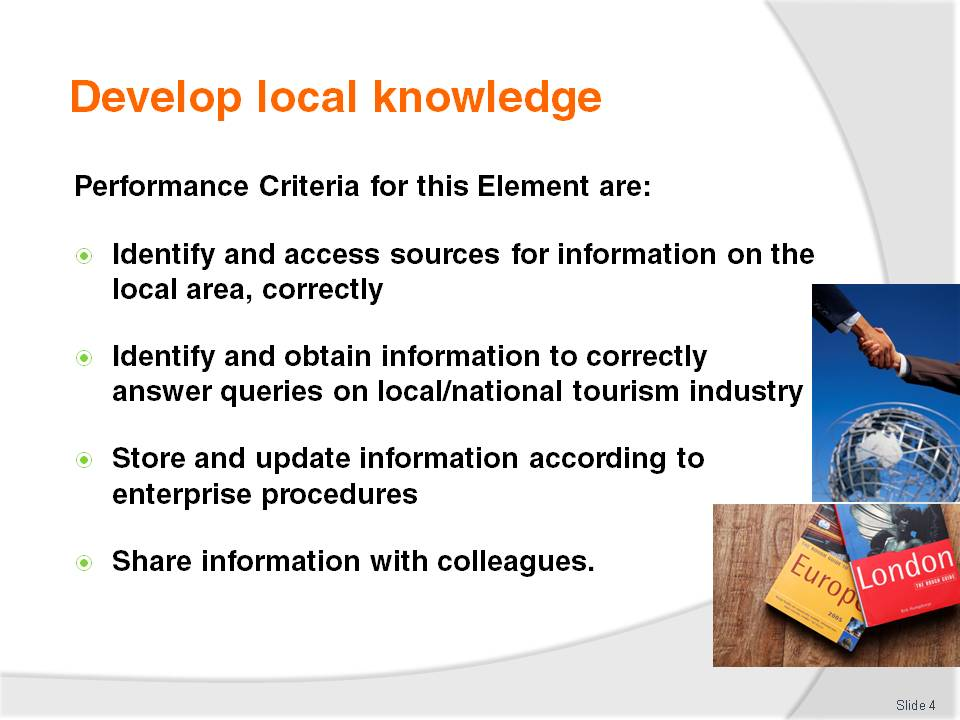 Develop local knowledge
Performance Criteria for this Element are:
Identify and access sources for information on the
local area, correctly
Identify and obtain information to correctly
answer queries on local/national tourism industry
Store and update information according to
enterprise procedures
Share information with colleagues.
Europe
2005
London
THE ROUGH GUIDE
Slide 4